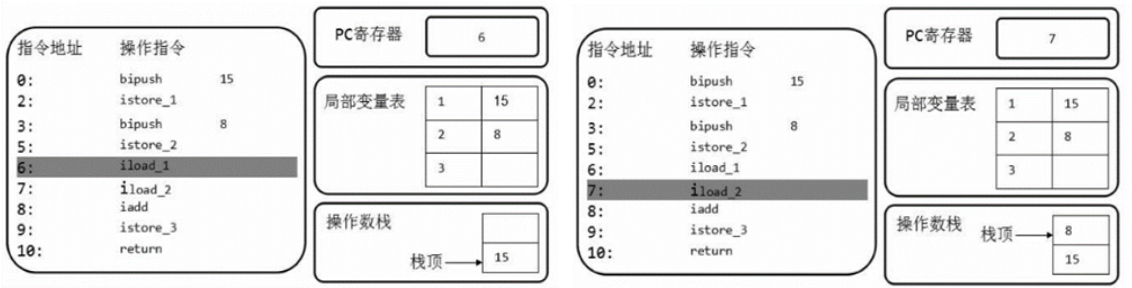 指令地址 操作指令
0: bipush 15
2: istore_1
3: bipush 8
5: istore_2
6: iload_1
7: iload_2
8: iadd
9: istore_3
10: return
PC寄存器 6
局部变量表 1 15
2 8
3
操作数栈
栈顶 15
指令地址 操作指令
0: bipush 15
2: istore_1
3: bipush 8
5: istore_2
6: iload_1
7: iload_2
8: iadd
9: istore_3
10: return
PC寄存器 7
局部变量表 1 15
2 8
3
操作数栈 栈顶 8
15